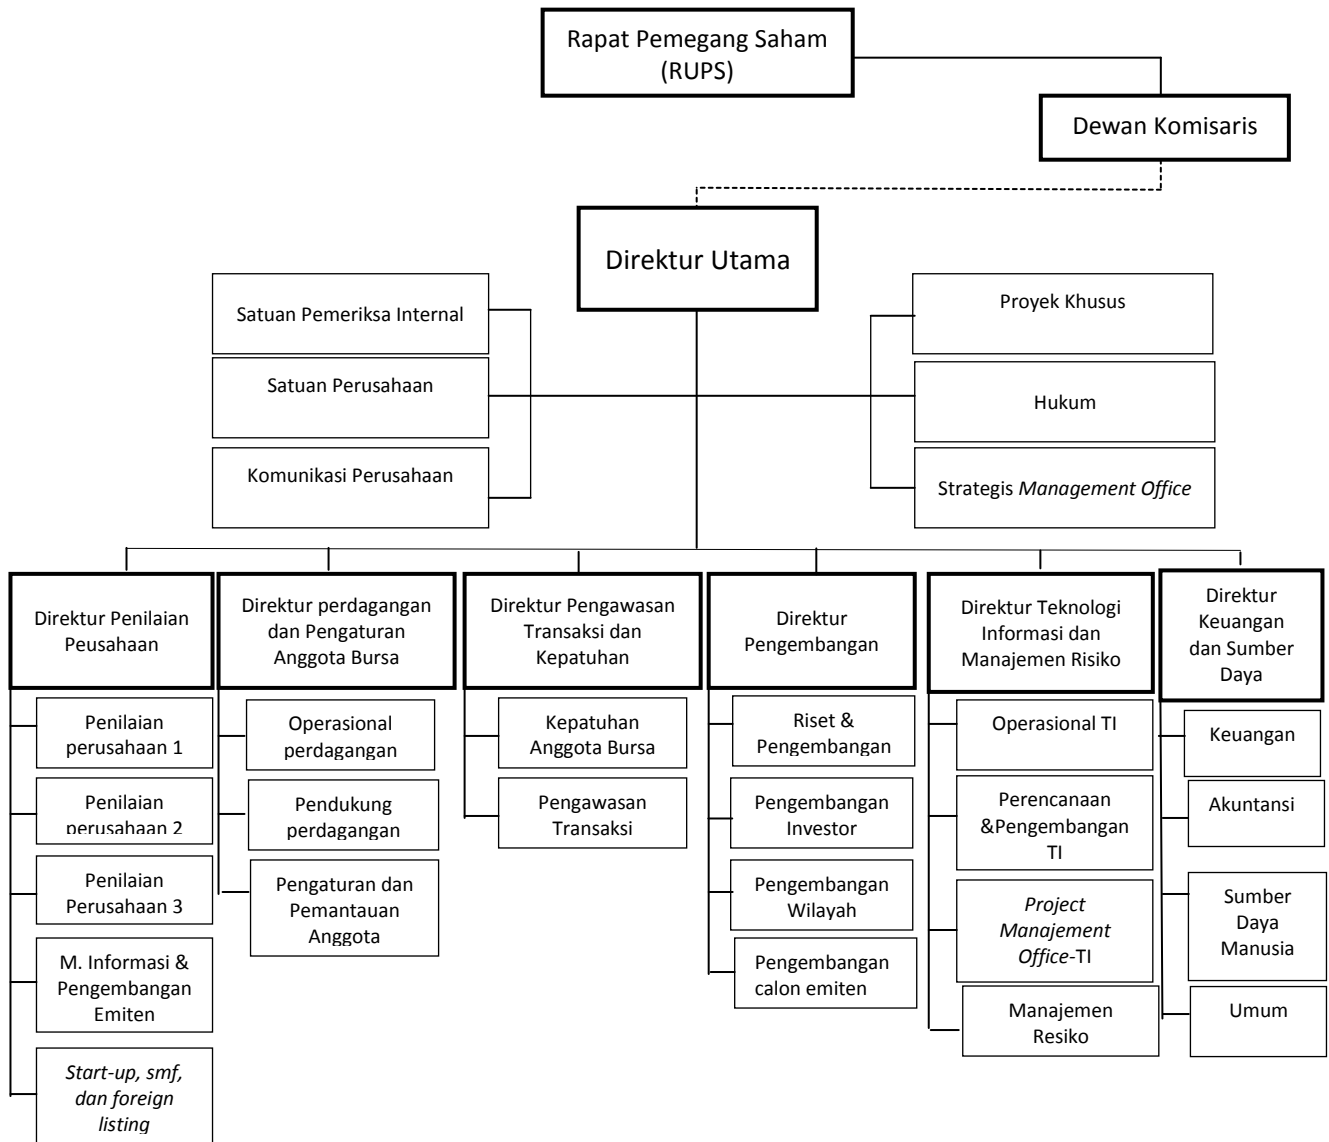 Rapat Pemegang Saham
(RUPS)
Dewan Komisaris
Direktur Utama
Satuan Pemeriksa Internal
Satuan Perusahaan
Komunikasi Perusahaan
Proyek Khusus
Hukum
Strategis Management Office
Direktur Penilaian
Peusahaan
Penilaian
perusahaan 1
Penilaian
perusahaan 2
Penilaian
Perusahaan 3
M. Informasi &
Pengembangan
Emiten
Start-up, smf,
dan foreign
listing
Direktur perdagangan
dan Pengaturan
Anggota Bursa
Operasional
perdagangan
Pendukung
perdagangan
Pengaturan dan
Pemantauan
Anggota
Direktur Pengawasan
Transaksi dan
Kepatuhan
Kepatuhan
Anggota Bursa
Pengawasan
Transaksi
Direktur
Pengembangan
Riset &
Pengembangan
Pengembangan
Investor
Pengembangan
Wilayah
Pengembangan
calon emiten
Direktur Teknologi
Informasi dan
Manajemen Risiko
Operasional TI
Perencanaan
&Pengembangan
TI
Project
Manajement
Office-TI
Manajemen
Resiko
Direktur
Keuangan
dan Sumber
Daya
Keuangan
Akuntansi
Sumber
Daya
Manusia
Umum